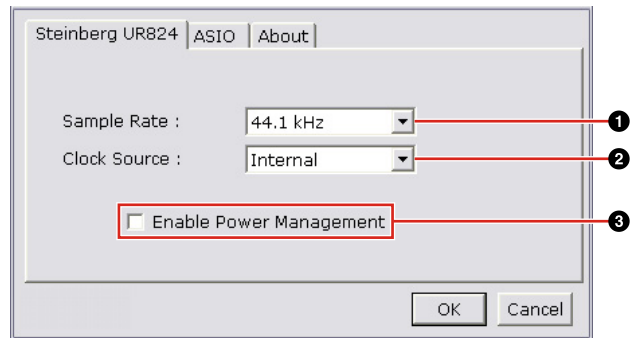 Steinberg UR824 ASIO About
Sample Rate : 44.1 kHz 1
Clock Source : Internal 2
Enable Power Management 3
OK Cancel